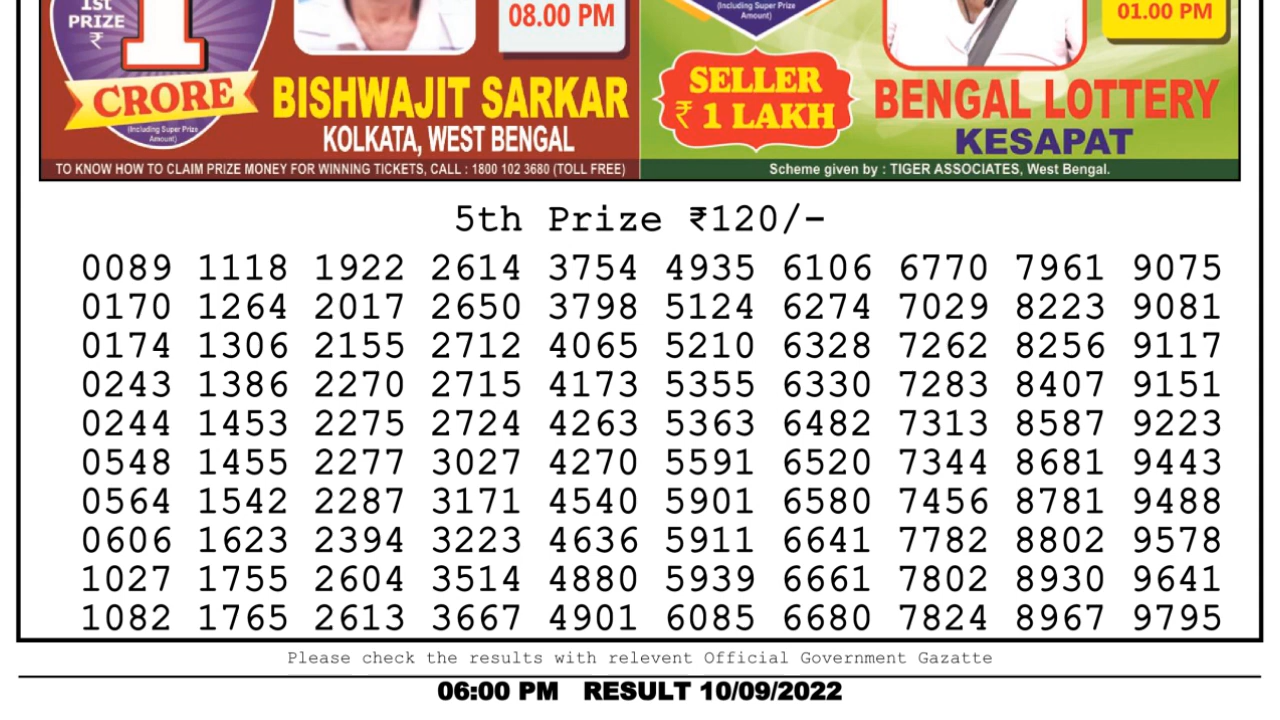 1st
PRIZE
₹
1
CRORE
(Including Super Prize
Amount)
08.00 PM
BISHWAJIT SARKAR
KOLKATA, WEST BENGAL
TO KNOW HOW TO CLAIM PRIZE MONEY FOR WINNING TICKETS, CALL : 1800 102 3680 (TOLL FREE)
(Including Super Prize
Amount)
01.00 PM
SELLER
₹ 1 LAKH
BENGAL LOTTERY
KESAPAT
Scheme given by : TIGER ASSOCIATES, West Bengal.
5th Prize ₹120/-
0089 1118 1922 2614 3754 4935 6106 6770 7961 9075
0170 1264 2017 2650 3798 5124 6274 7029 8223 9081
0174 1306 2155 2712 4065 5210 6328 7262 8256 9117
0243 1386 2270 2715 4173 5355 6330 7283 8407 9151
0244 1453 2275 2724 4263 5363 6482 7313 8587 9223
0548 1455 2277 3027 4270 5591 6520 7344 8681 9443
0564 1542 2287 3171 4540 5901 6580 7456 8781 9488
0606 1623 2394 3223 4636 5911 6641 7782 8802 9578
1027 1755 2604 3514 4880 5939 6661 7802 8930 9641
1082 1765 2613 3667 4901 6085 6680 7824 8967 9795
Please check the results with relevent Official Government Gazatte
06:00 PM RESULT 10/09/2022